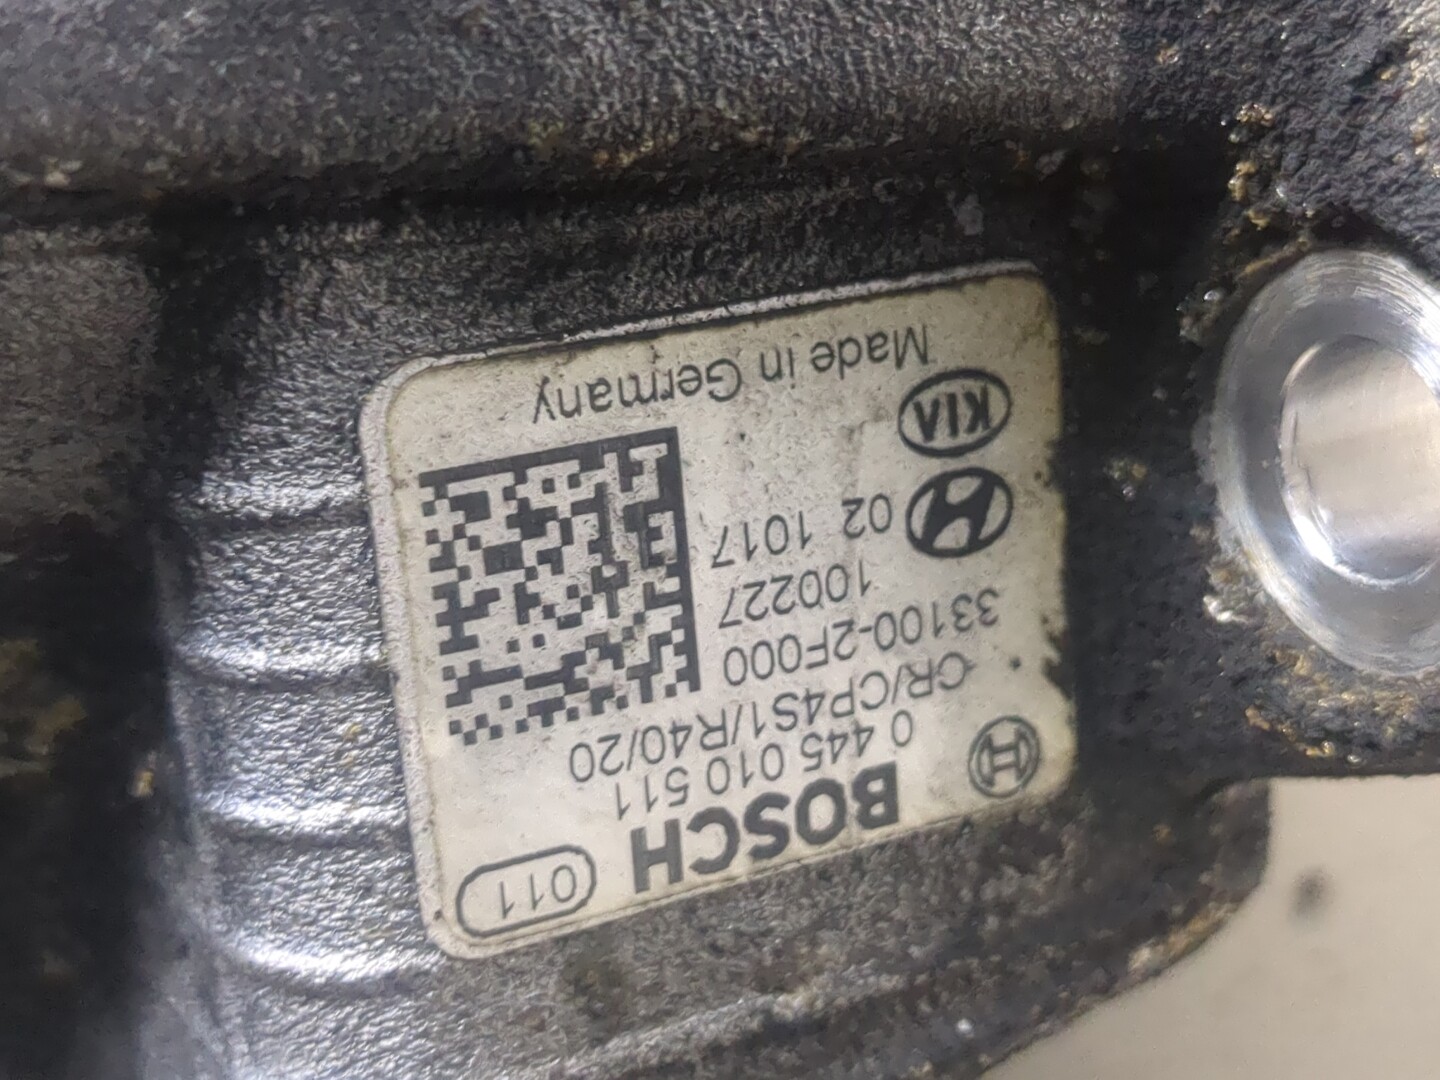 BOSCH 011
0 445 010 511
CR/CP4S1/R40/20
33100-2F000
100227
02 1017
KIA
Made in Germany